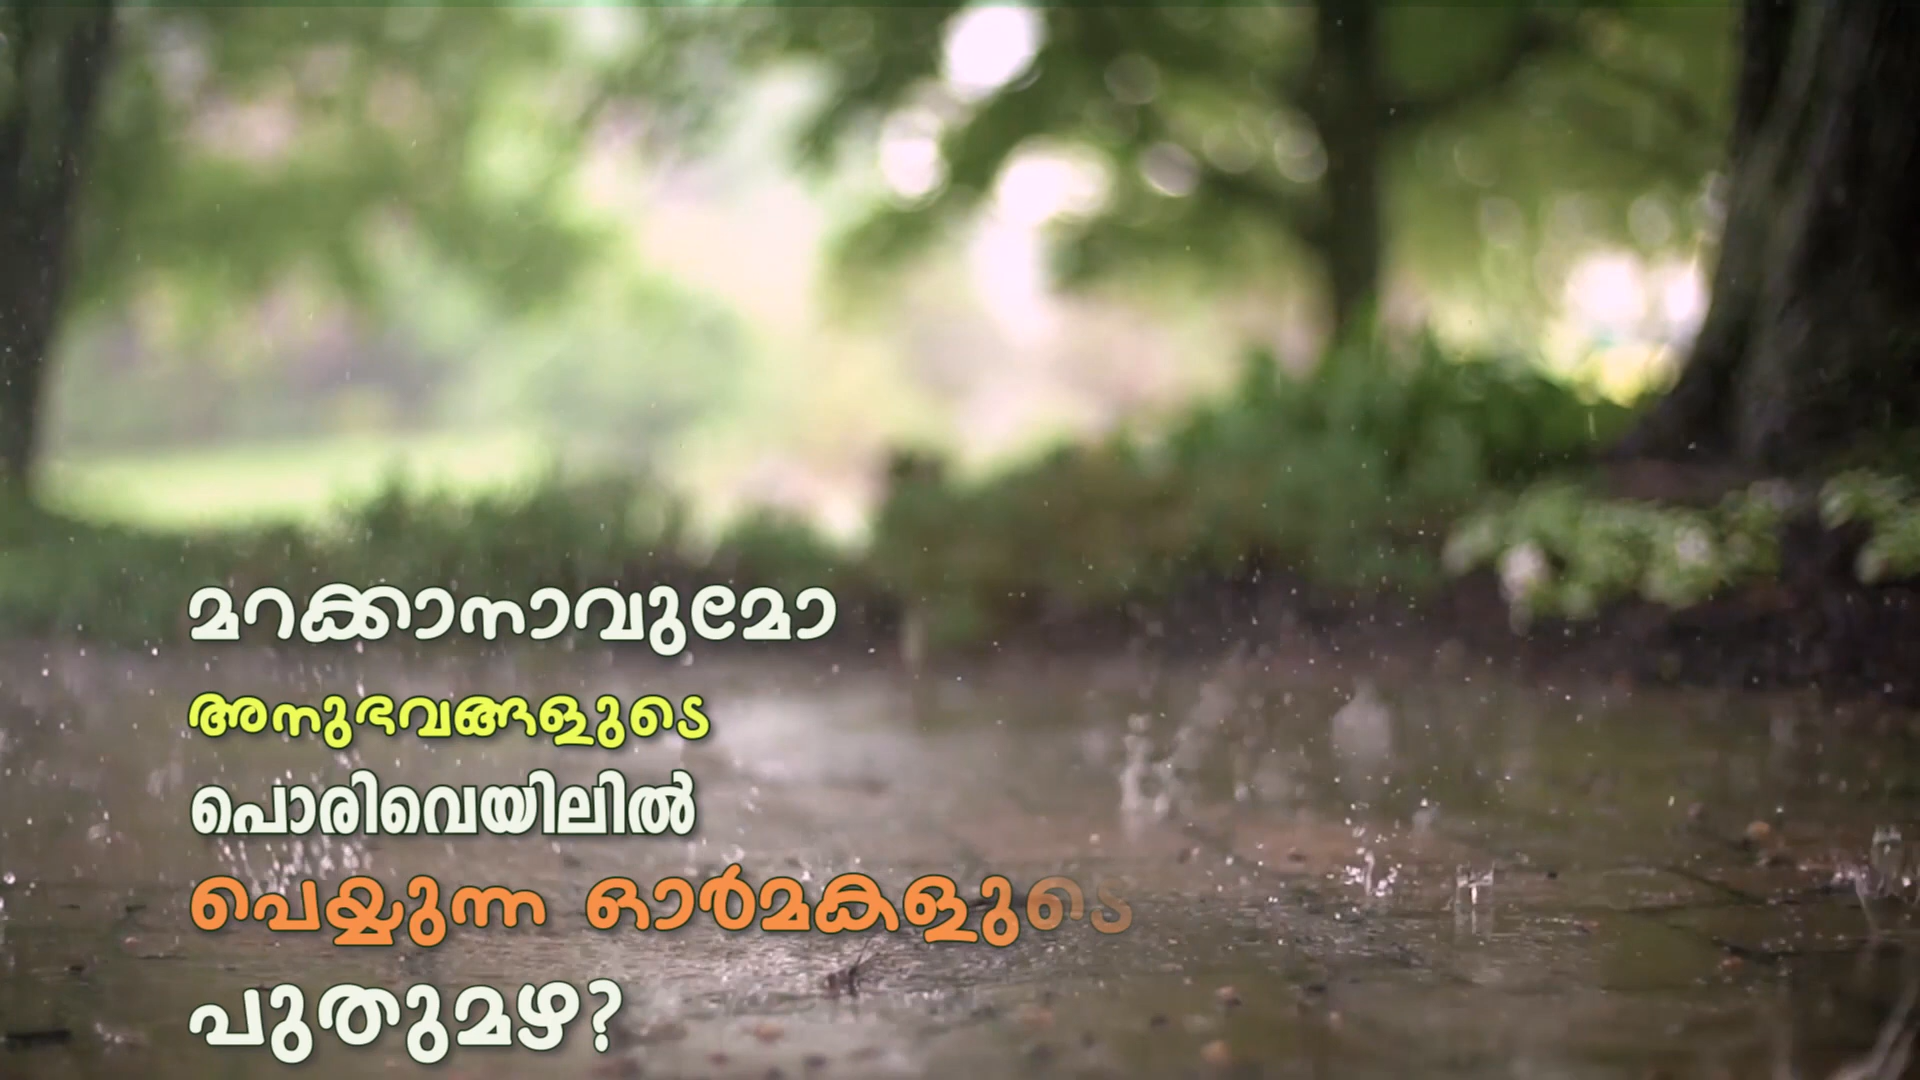 മറക്കാനാവുമോ
അനുഭവങ്ങളുടെ
പൊരിവെയിലിൽ
പെയ്യുന്ന ഓർമകളുടെ
പുതുമഴ?